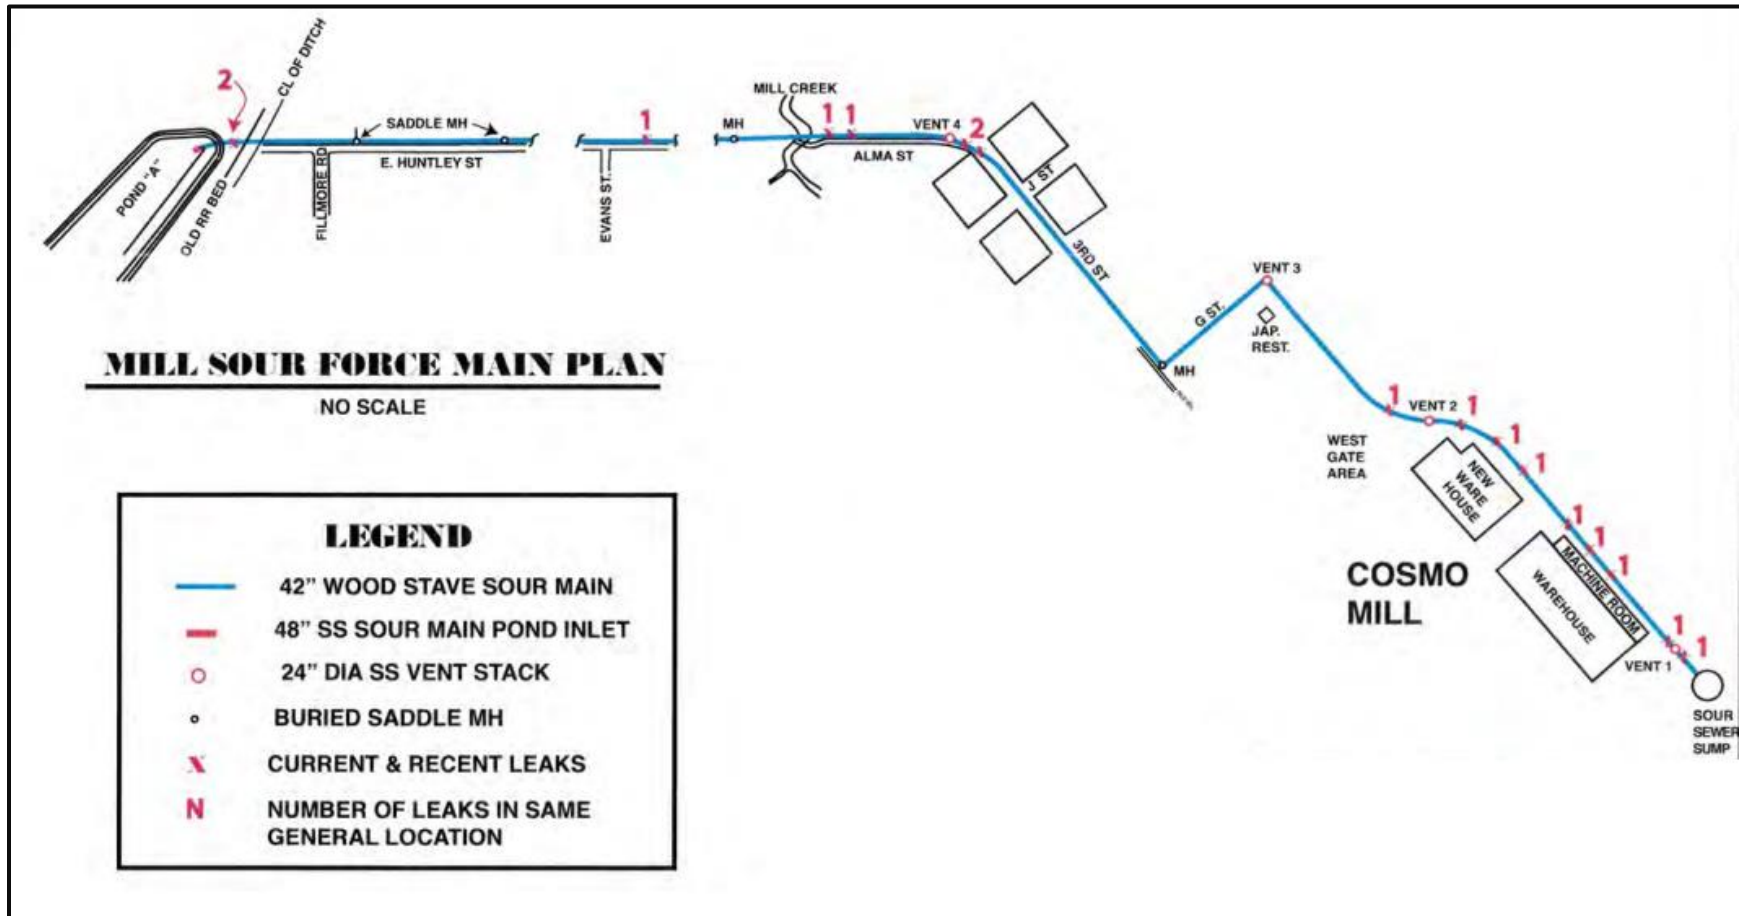 2
CL OF DITCH
SADDLE MH
E. HUNTLEY ST
POND "A"
OLD RR BED
FILLMORE RD
1
EVANS ST.
MH
MILL CREEK
1
1
ALMA ST
VENT 4
2
J ST
3RD ST
MH
G ST.
VENT 3
JAP.
REST.
1
VENT 2
1
1
1
WEST
GATE
AREA
NEW
WARE
HOUSE
1
1
1
MACHINE ROOM
WAREHOUSE
COSMO
MILL
1
1
VENT 1
SOUR
SEWER
SUMP
MILL SOUR FORCE MAIN PLAN
NO SCALE
LEGEND
42" WOOD STAVE SOUR MAIN
48" SS SOUR MAIN POND INLET
24" DIA SS VENT STACK
BURIED SADDLE MH
X CURRENT & RECENT LEAKS
N NUMBER OF LEAKS IN SAME
GENERAL LOCATION